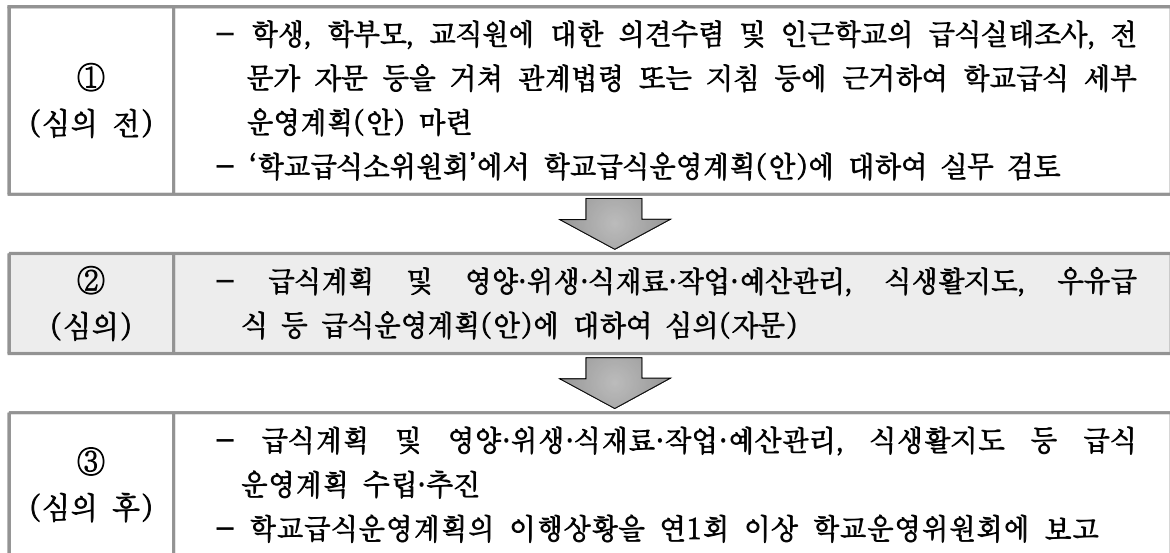 ①
(심의 전)
– 학생, 학부모, 교직원에 대한 의견수렴 및 인근학교의 급식실태조사, 전
문가 자문 등을 거쳐 관계법령 또는 지침 등에 근거하여 학교급식 세부
운영계획(안) 마련
– ‘학교급식소위원회’에서 학교급식운영계획(안)에 대하여 실무 검토
②
(심의)
– 급식계획 및 영양·위생·식재료·작업·예산관리, 식생활지도, 우유급
식 등 급식운영계획(안)에 대하여 심의(자문)
③
(심의 후)
– 급식계획 및 영양·위생·식재료·작업·예산관리, 식생활지도 등 급식
운영계획 수립·추진
– 학교급식운영계획의 이행상황을 연1회 이상 학교운영위원회에 보고